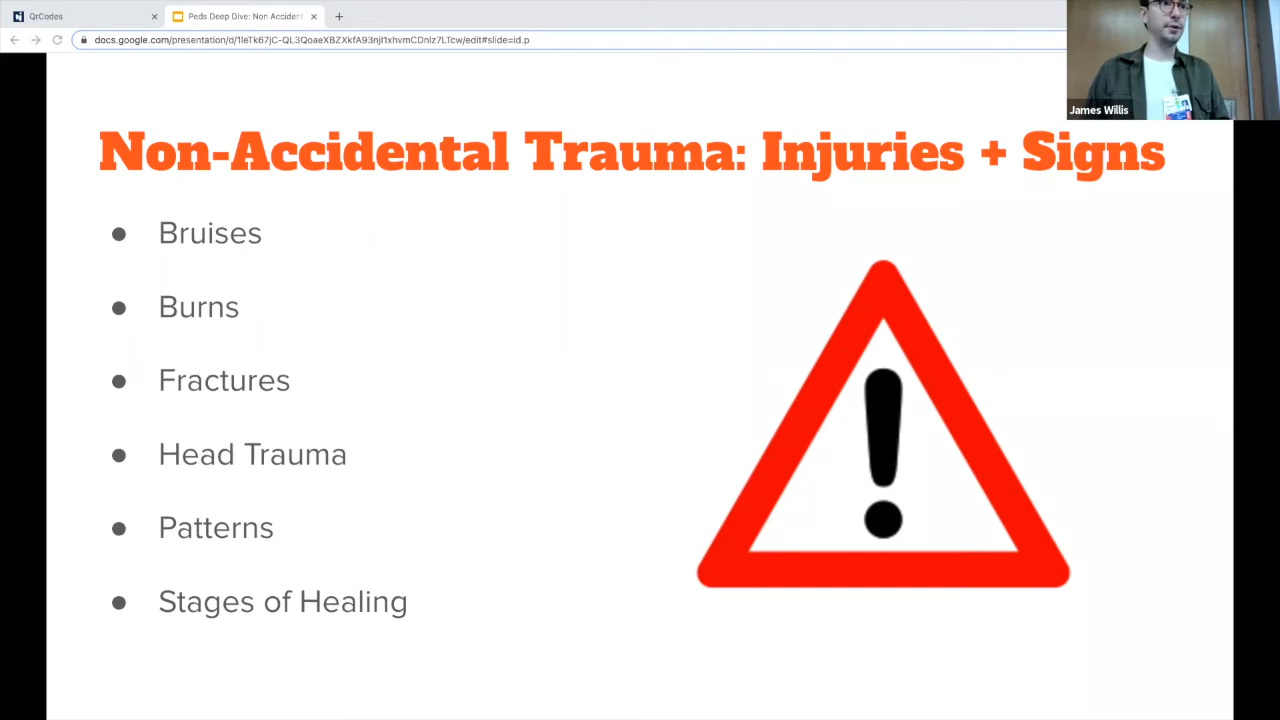 QrCodes
Peds Deep Dive: Non Accident
docs.google.com/presentation/d/1IeTk67jC-QL3QoaeXBZXkfA93njI1xhvmCDnlz7LTcw/edit#slide=id.p
James Willis
Non-Accidental Trauma: Injuries + Signs
● Bruises
● Burns
● Fractures
● Head Trauma
● Patterns
● Stages of Healing